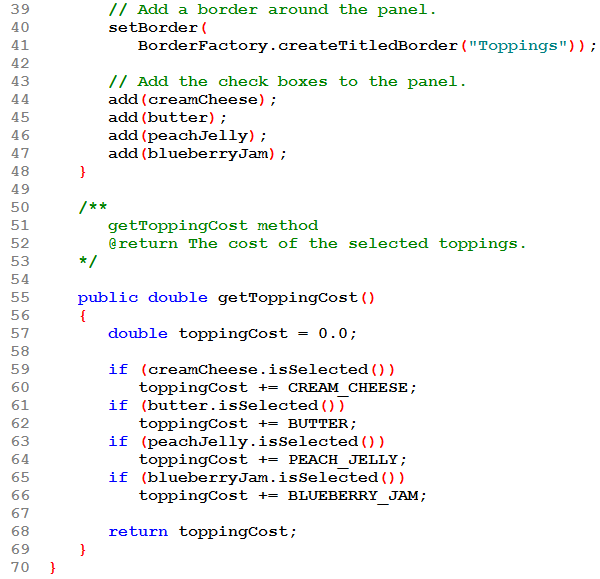 39 // Add a border around the panel.
40 setBorder(
41 BorderFactory.createTitledBorder("Toppings"));
42
43 // Add the check boxes to the panel.
44 add(creamCheese);
45 add(butter);
46 add(peachJelly);
47 add(blueberryJam);
48 }
49
50 /**
51 getToppingCost method
52 @return The cost of the selected toppings.
53 */
54
55 public double getToppingCost()
56 {
57 double toppingCost = 0.0;
58
59 if (creamCheese.isSelected())
60 toppingCost += CREAM_CHEESE;
61 if (butter.isSelected())
62 toppingCost += BUTTER;
63 if (peachJelly.isSelected())
64 toppingCost += PEACH_JELLY;
65 if (blueberryJam.isSelected())
66 toppingCost += BLUEBERRY_JAM;
67
68 return toppingCost;
69 }
70 }